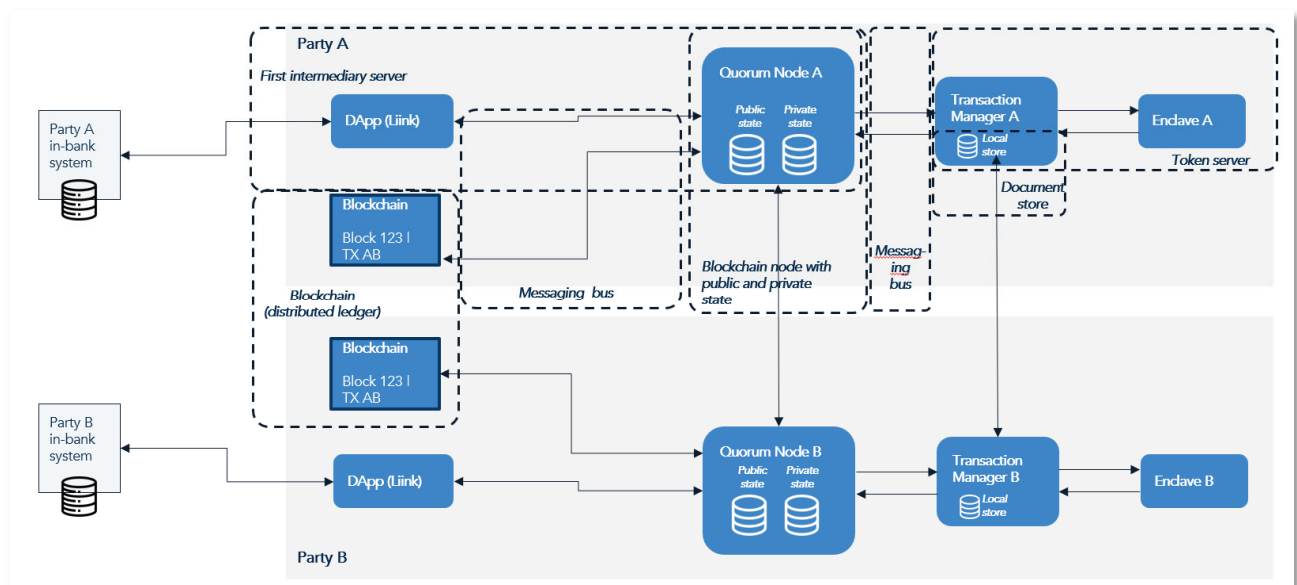 Party A
First intermediary server
Party A
in-bank
system
DApp (Liink)
Quorum Node A
Public
state
Private
state
Transaction
Manager A
Local
store
Enclave A
Token server
Document
store
Blockchain
Block 123 |
TX AB
Blockchain
(distributed ledger)
Messaging bus
Blockchain node with
public and private
state
Messag-
ing
bus
Blockchain
Block 123 |
TX AB
Party B
in-bank
system
DApp (Liink)
Quorum Node B
Public
state
Private
state
Transaction
Manager B
Local
store
Enclave B
Party B